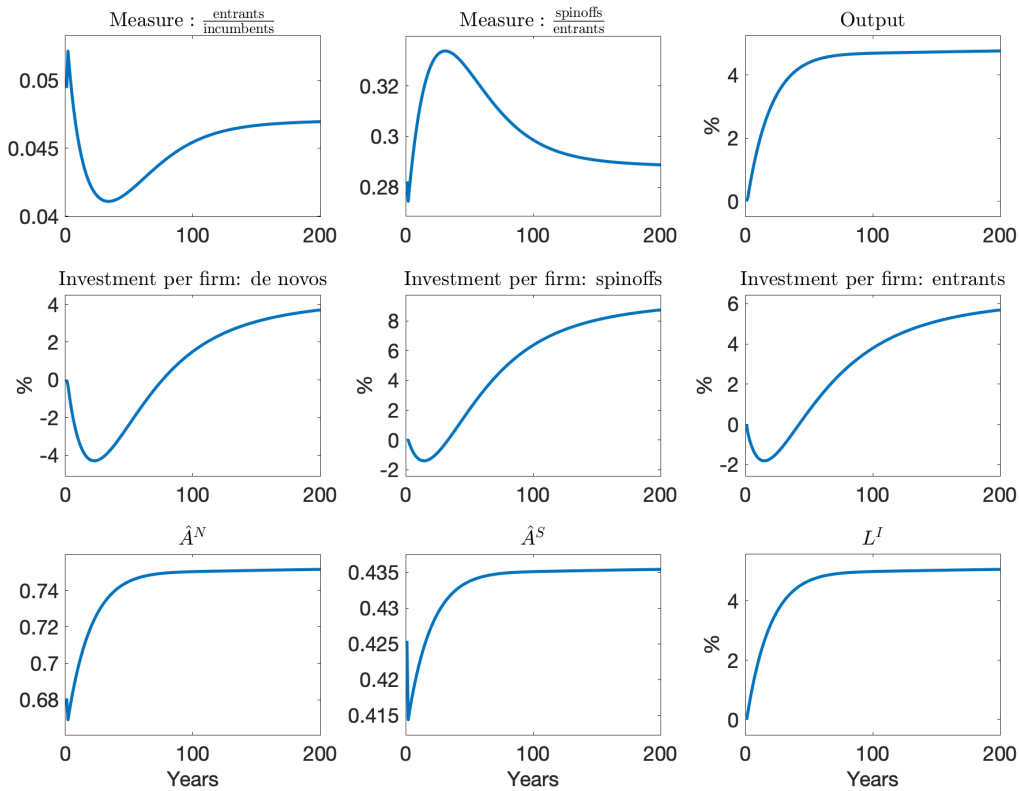 Measure : entrants/incumbents
Measure : spinoffs/entrants
Output
0.05
0.045
0.04
0 100 200
0.32
0.3
0.28
0 100 200
%
4
2
0
0 100 200
Investment per firm: de novos
Investment per firm: spinoffs
Investment per firm: entrants
%
4
2
0
-2
-4
0 100 200
%
8
6
4
2
0
-2
0 100 200
%
6
4
2
0
-2
0 100 200
Â^N
Â^S
L^I
0.74
0.72
0.7
0.68
0 100 200
Years
0.435
0.43
0.425
0.42
0.415
0 100 200
Years
%
4
2
0
0 100 200
Years